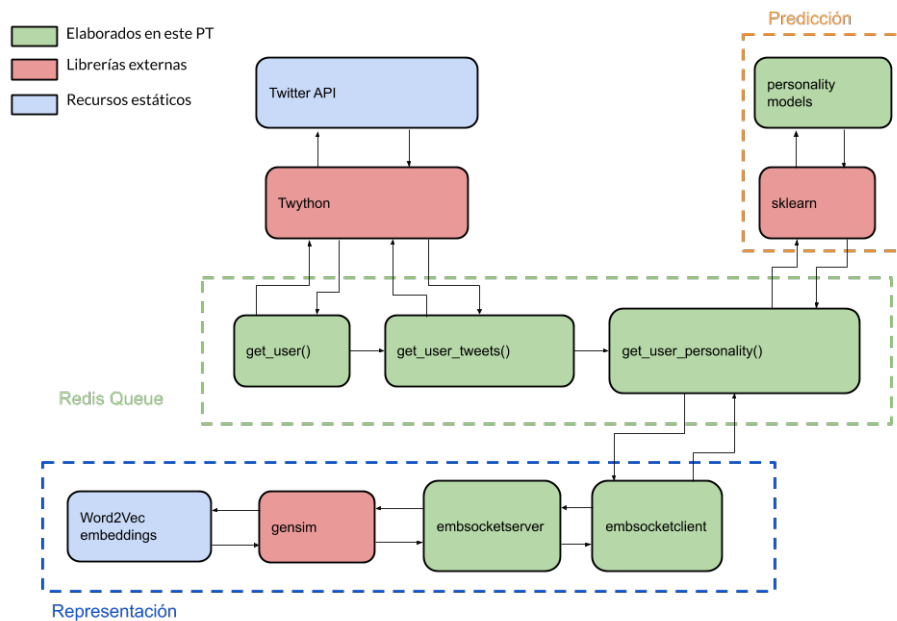 Elaborados en este PT
Librerías externas
Recursos estáticos
Predicción
Twitter API
personality
models
Twython
sklearn
get_user()
get_user_tweets()
get_user_personality()
Redis Queue
Word2Vec
embeddings
gensim
embsocketserver
embsocketclient
Representación